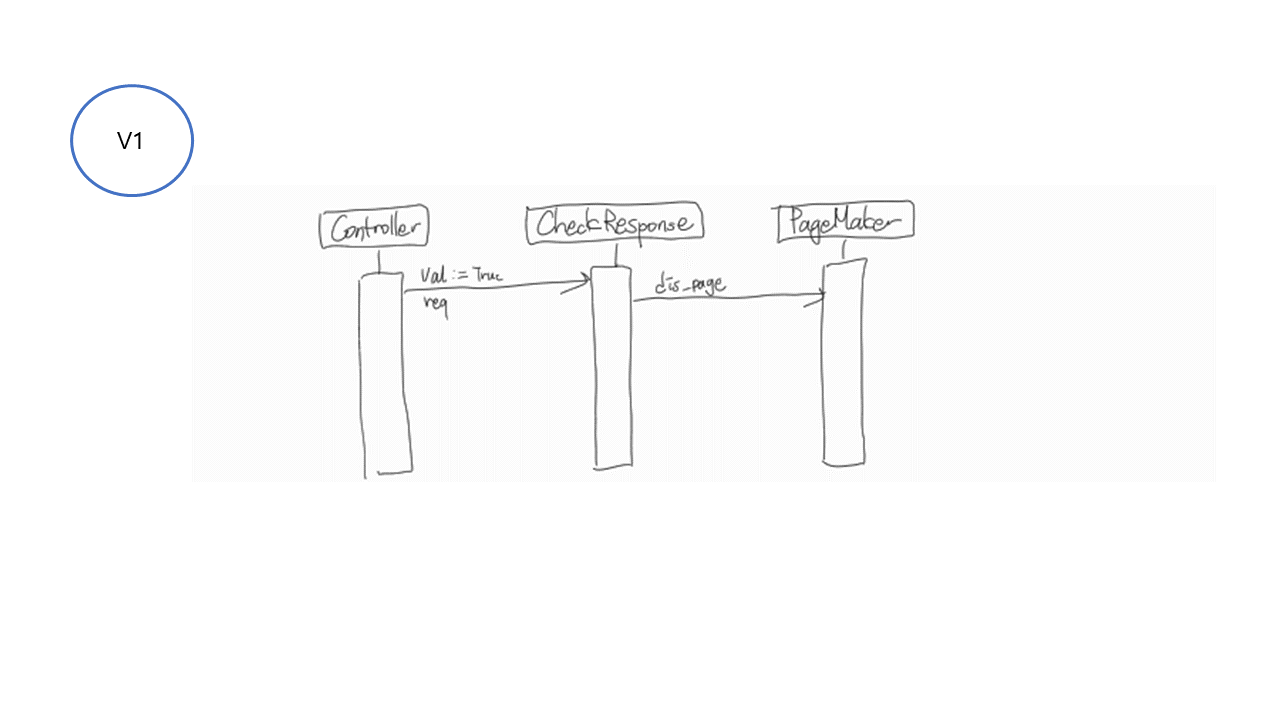 V1
Controller
CheckResponse
PageMaker
Val := True
req
dis_page